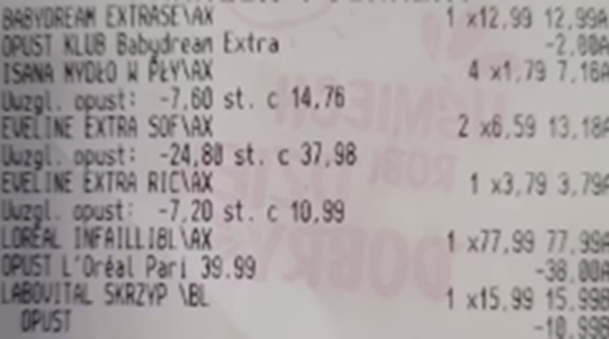 BABYDREAM EXTRASE\AX 1 x12,99 12,99A
OPUST KLUB Babydream Extra -2,00A
ISANA MYDŁO W PŁY\AX 4 x1,79 7,16A
Uwzgl. opust: -7,60 st. c 14,76
EVELINE EXTRA SOF\AX 2 x6,59 13,18A
Uwzgl. opust: -24,80 st. c 37,98
EVELINE EXTRA RIC\AX 1 x3,79 3,79A
Uwzgl. opust: -7,20 st. c 10,99
LOREAL INFAILLIBL\AX 1 x77,99 77,99A
OPUST L'Oréal Pari 39.99 -38,00A
LABOVITAL SKRZYP \BL 1 x15,99 15,99B
OPUST -10,99B